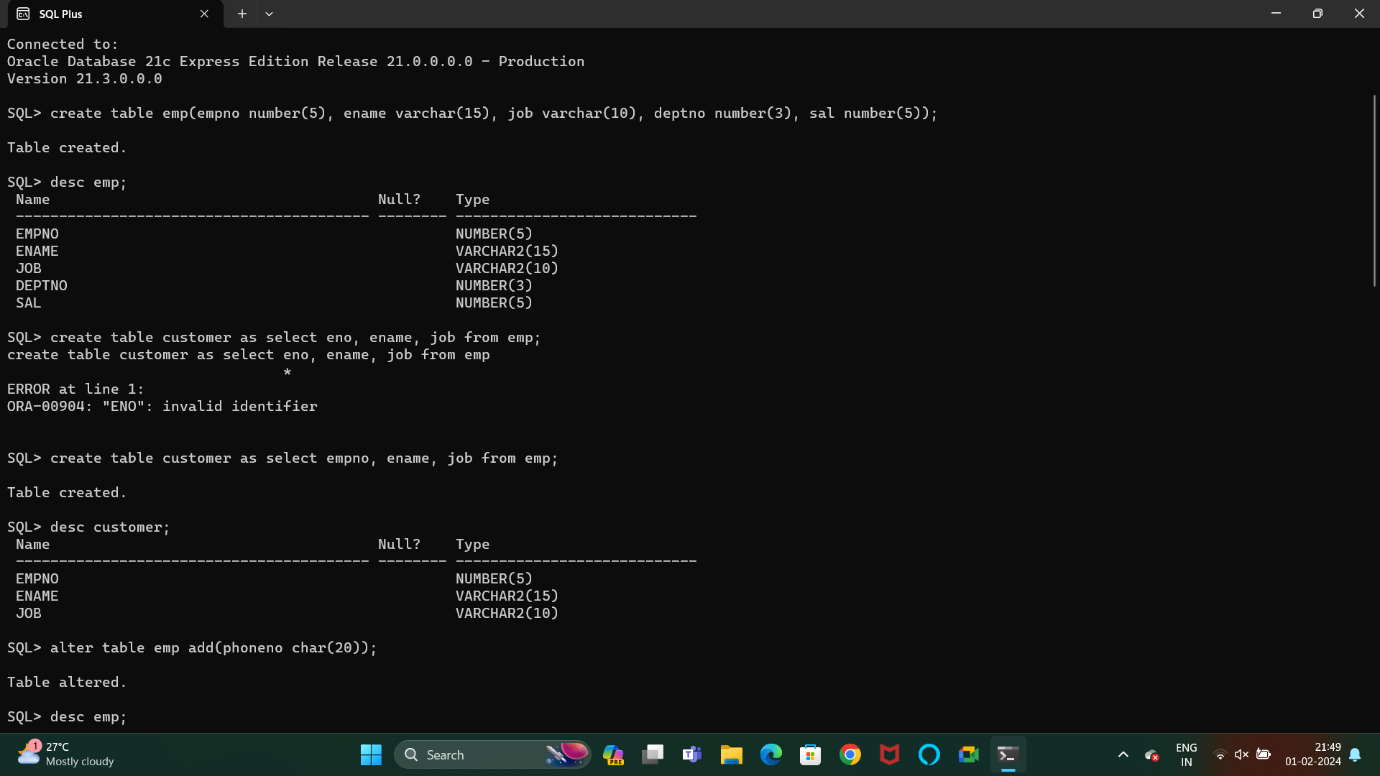 SQL Plus
Connected to:
Oracle Database 21c Express Edition Release 21.0.0.0.0 - Production
Version 21.3.0.0.0
SQL> create table emp(empno number(5), ename varchar(15), job varchar(10), deptno number(3), sal number(5));
Table created.
SQL> desc emp;
Name Null? Type
----------------------------------------- -------- ----------------------------
EMPNO NUMBER(5)
ENAME VARCHAR2(15)
JOB VARCHAR2(10)
DEPTNO NUMBER(3)
SAL NUMBER(5)
SQL> create table customer as select eno, ename, job from emp;
create table customer as select eno, ename, job from emp
*
ERROR at line 1:
ORA-00904: "ENO": invalid identifier
SQL> create table customer as select empno, ename, job from emp;
Table created.
SQL> desc customer;
Name Null? Type
----------------------------------------- -------- ----------------------------
EMPNO NUMBER(5)
ENAME VARCHAR2(15)
JOB VARCHAR2(10)
SQL> alter table emp add(phoneno char(20));
Table altered.
SQL> desc emp;
1 27°C
Mostly cloudy
Search
PRE
ENG
IN
21:49
01-02-2024